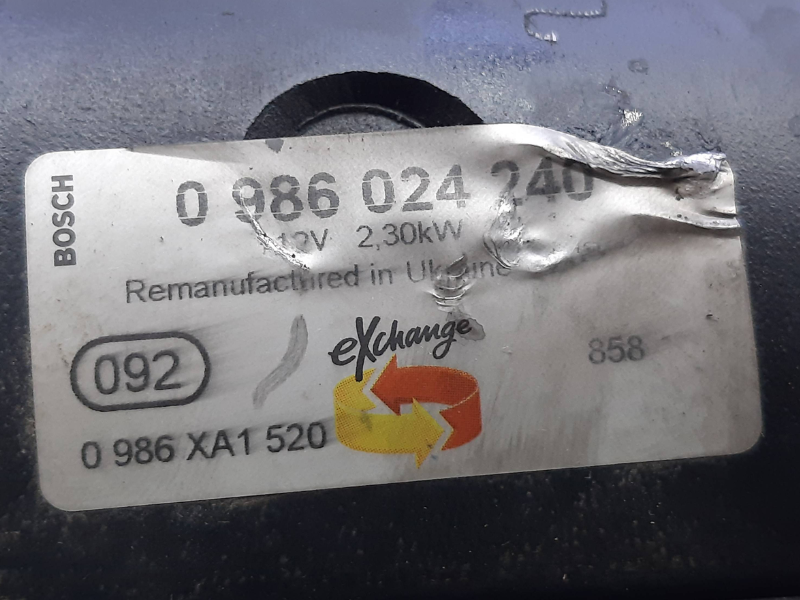 BOSCH
0 986 024 240
12V 2,30kW
Remanufactured in Ukraine
eXchange
858
092
0 986 XA1 520